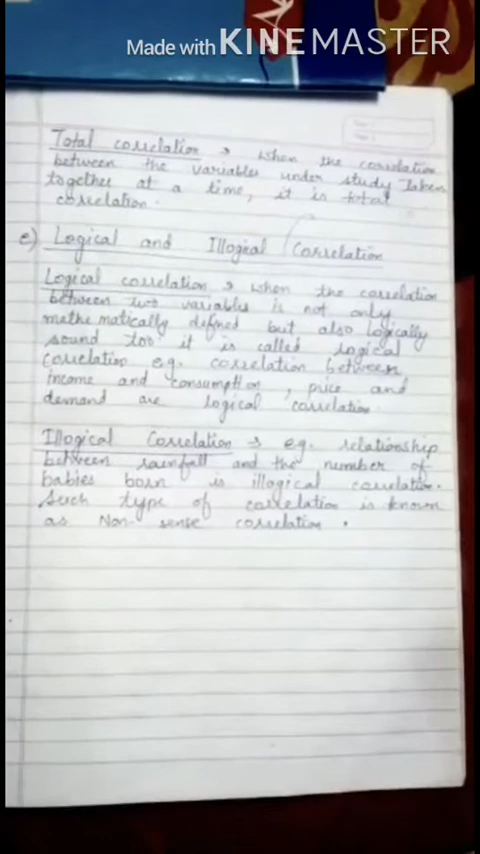 Made with KINEMASTER
Total correlation → when the correlation
between the variables under study taken
together at a time, it is total
correlation.
e) Logical and Illogical Correlation
Logical correlation → when the correlation
between two variables is not only
mathematically defined but also logically
sound too it is called logical
correlation e.g. correlation between
income and consumption, price and
demand are logical correlation.
Illogical Correlation → e.g. relationship
between rainfall and the number of
babies born is illogical correlation.
Such type of correlation is known
as Non-sense correlation.